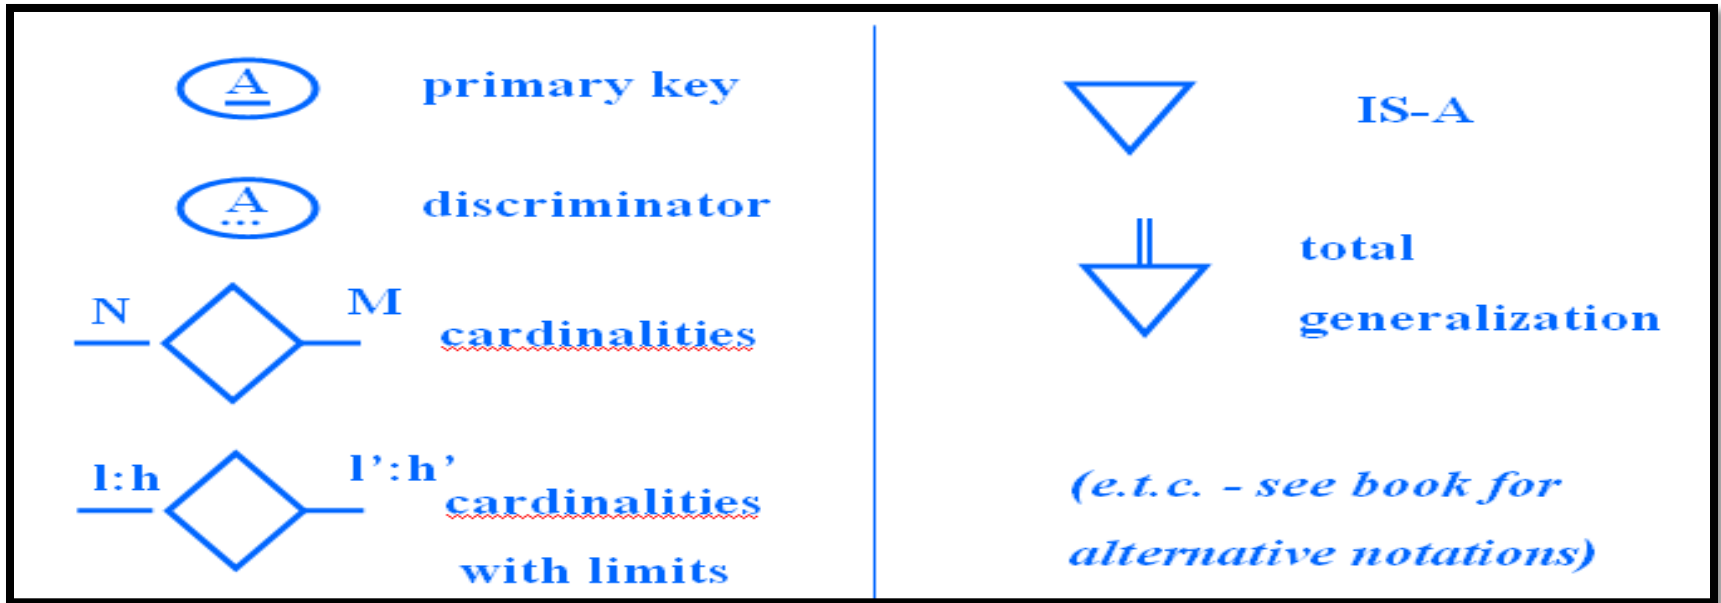 A
primary key
A
discriminator
N
M
cardinalities
l:h
l’:h’
cardinalities
with limits
IS-A
total
generalization
(e.t.c. - see book for
alternative notations)